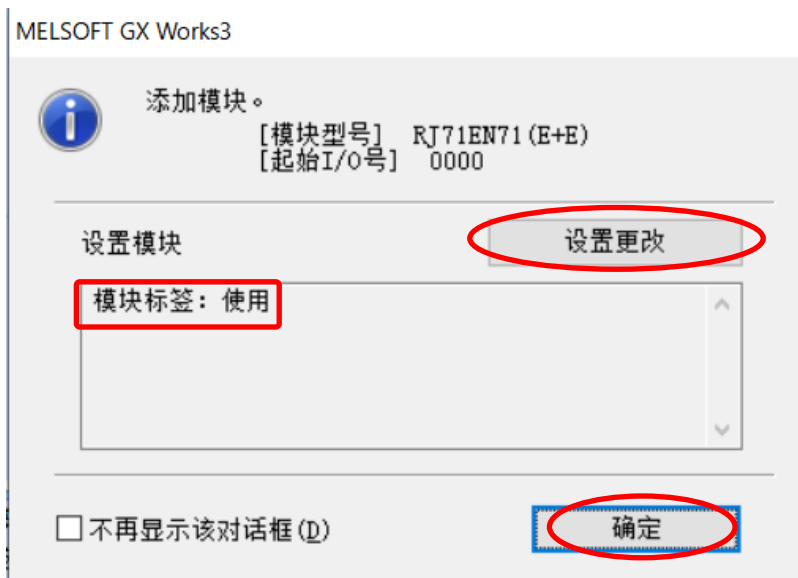 MELSOFT GX Works3
添加模块。
[模块型号] RJ71EN71(E+E)
[起始I/O号] 0000
设置模块
设置更改
模块标签: 使用
不再显示该对话框(D)
确定